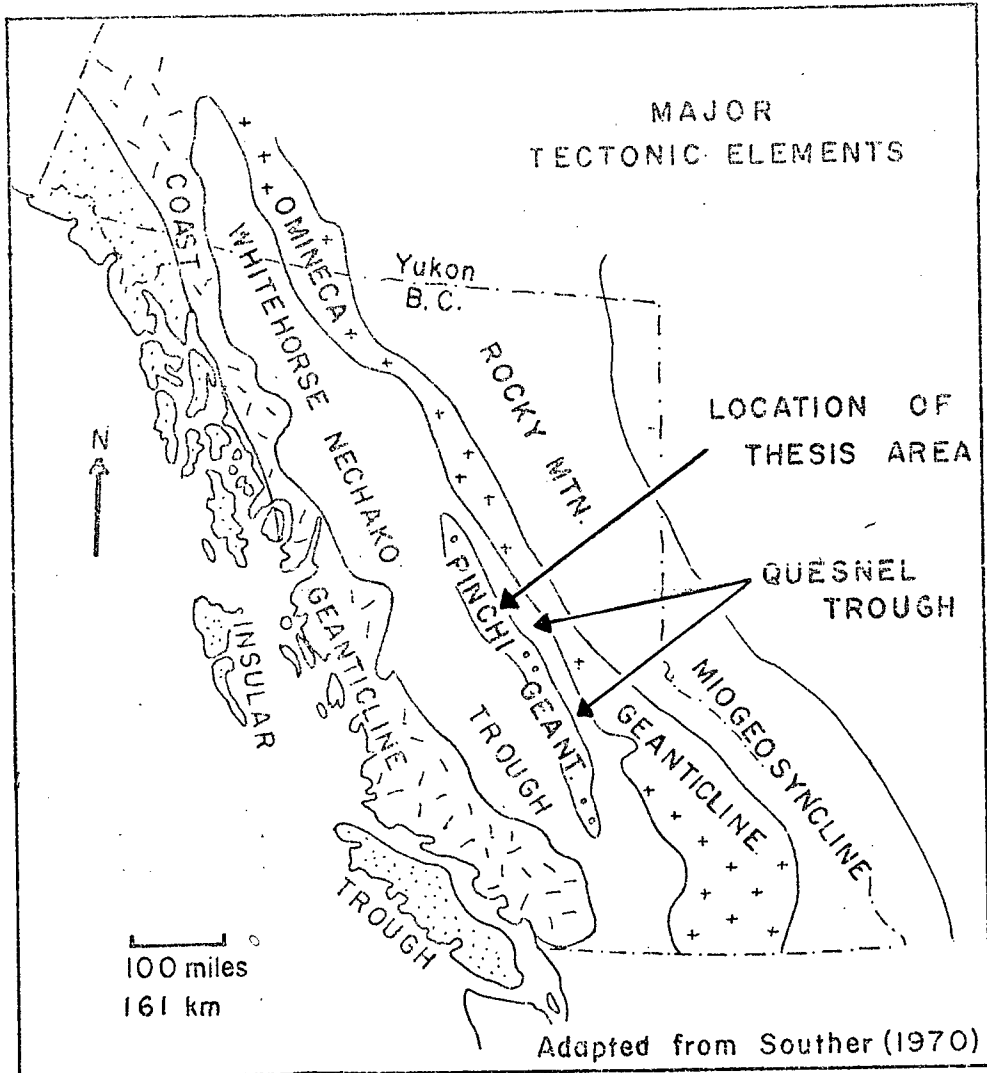 MAJOR
TECTONIC ELEMENTS
COAST
GEANTICLINE
WHITEHORSE
NECHAKO
TROUGH
OMINECA
GEANTICLINE
Yukon
B.C.
ROCKY MTN.
MIOGEOSYNCLINE
LOCATION OF
THESIS AREA
QUESNEL
TROUGH
PINCHI
GEANT.
INSULAR
TROUGH
N
100 miles
161 km
Adapted from Souther (1970)